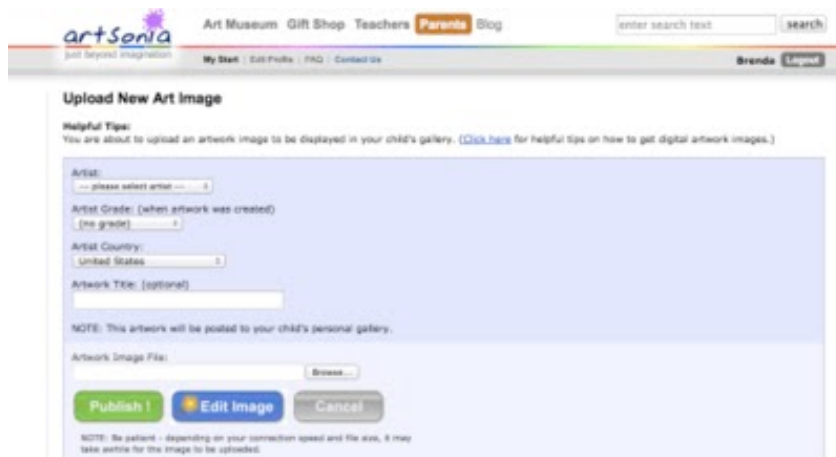 artsonia
just beyond imagination
Art Museum Gift Shop Teachers Parents Blog
enter search text
search
My Start | Edit Profile | FAQ | Contact Us
Brenda Logout
Upload New Art Image
Helpful Tips:
You are about to upload an artwork image to be displayed in your child's gallery. (Click here for helpful tips on how to get digital artwork images.)
Artist:
--- please select artist ---
Artist Grade: (when artwork was created)
(no grade)
Artist Country:
United States
Artwork Title: (optional)
NOTE: This artwork will be posted to your child's personal gallery.
Artwork Image File:
Browse...
Publish ! Edit Image Cancel
NOTE: Be patient - depending on your connection speed and file size, it may
take awhile for the image to be uploaded.